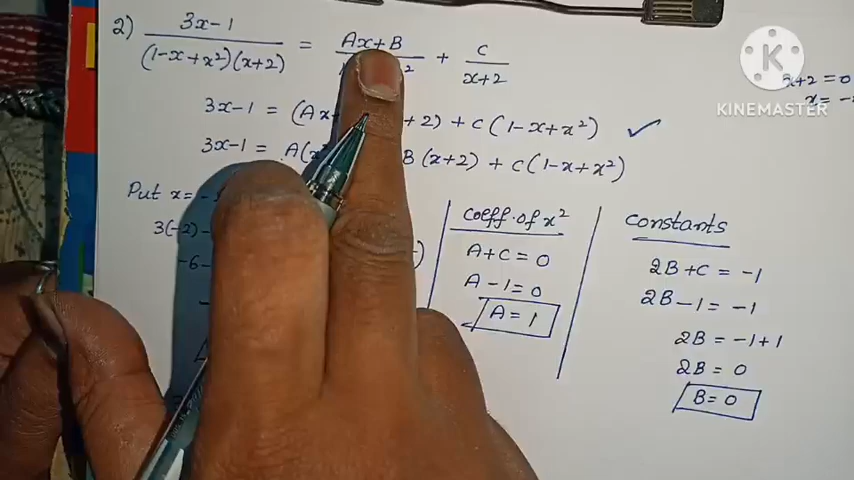 2) 3x-1 / (1-x+x²)(x+2) = Ax+B / 2 + C / x+2
x+2 = 0
x = -
KINEMASTER
3x-1 = (Ax +2) + C(1-x+x²) ✓
3x-1 = A(x B(x+2) + C(1-x+x²)
Put x = -
3(-2)
-6
coeff. of x²
A+C = 0
A-1 = 0
A = 1
Constants
2B+C = -1
2B-1 = -1
2B = -1+1
2B = 0
B = 0